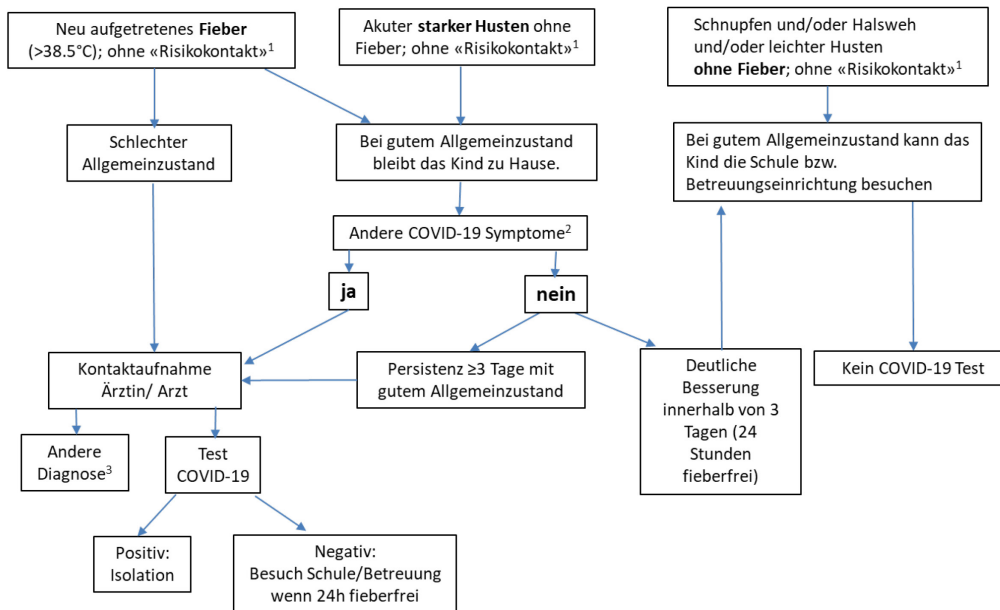 Neu aufgetretenes Fieber
(>38.5°C); ohne «Risikokontakt»¹
Akuter starker Husten ohne
Fieber; ohne «Risikokontakt»¹
Schnupfen und/oder Halsweh
und/oder leichter Husten
ohne Fieber; ohne «Risikokontakt»¹
Schlechter
Allgemeinzustand
Bei gutem Allgemeinzustand
bleibt das Kind zu Hause.
Bei gutem Allgemeinzustand kann das
Kind die Schule bzw.
Betreuungseinrichtung besuchen
Andere COVID-19 Symptome²
ja
nein
Kontaktaufnahme
Ärztin/ Arzt
Persistenz ≥3 Tage mit
gutem Allgemeinzustand
Deutliche
Besserung
innerhalb von 3
Tagen (24
Stunden
fieberfrei)
Kein COVID-19 Test
Andere
Diagnose³
Test
COVID-19
Positiv:
Isolation
Negativ:
Besuch Schule/Betreuung
wenn 24h fieberfrei